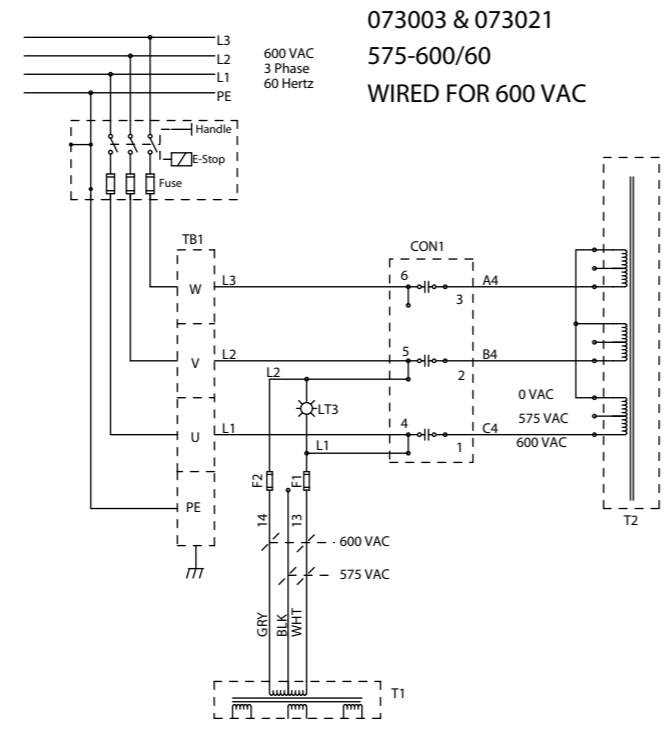 073003 & 073021
575-600/60
WIRED FOR 600 VAC
L3
L2
L1
PE
600 VAC
3 Phase
60 Hertz
Handle
E-Stop
Fuse
TB1
CON1
W
L3
6
3
A4
V
L2
5
2
B4
L2
LT3
0 VAC
575 VAC
600 VAC
U
L1
4
1
C4
L1
F2
F1
PE
14
13
T2
600 VAC
575 VAC
GRY
BLK
WHT
T1